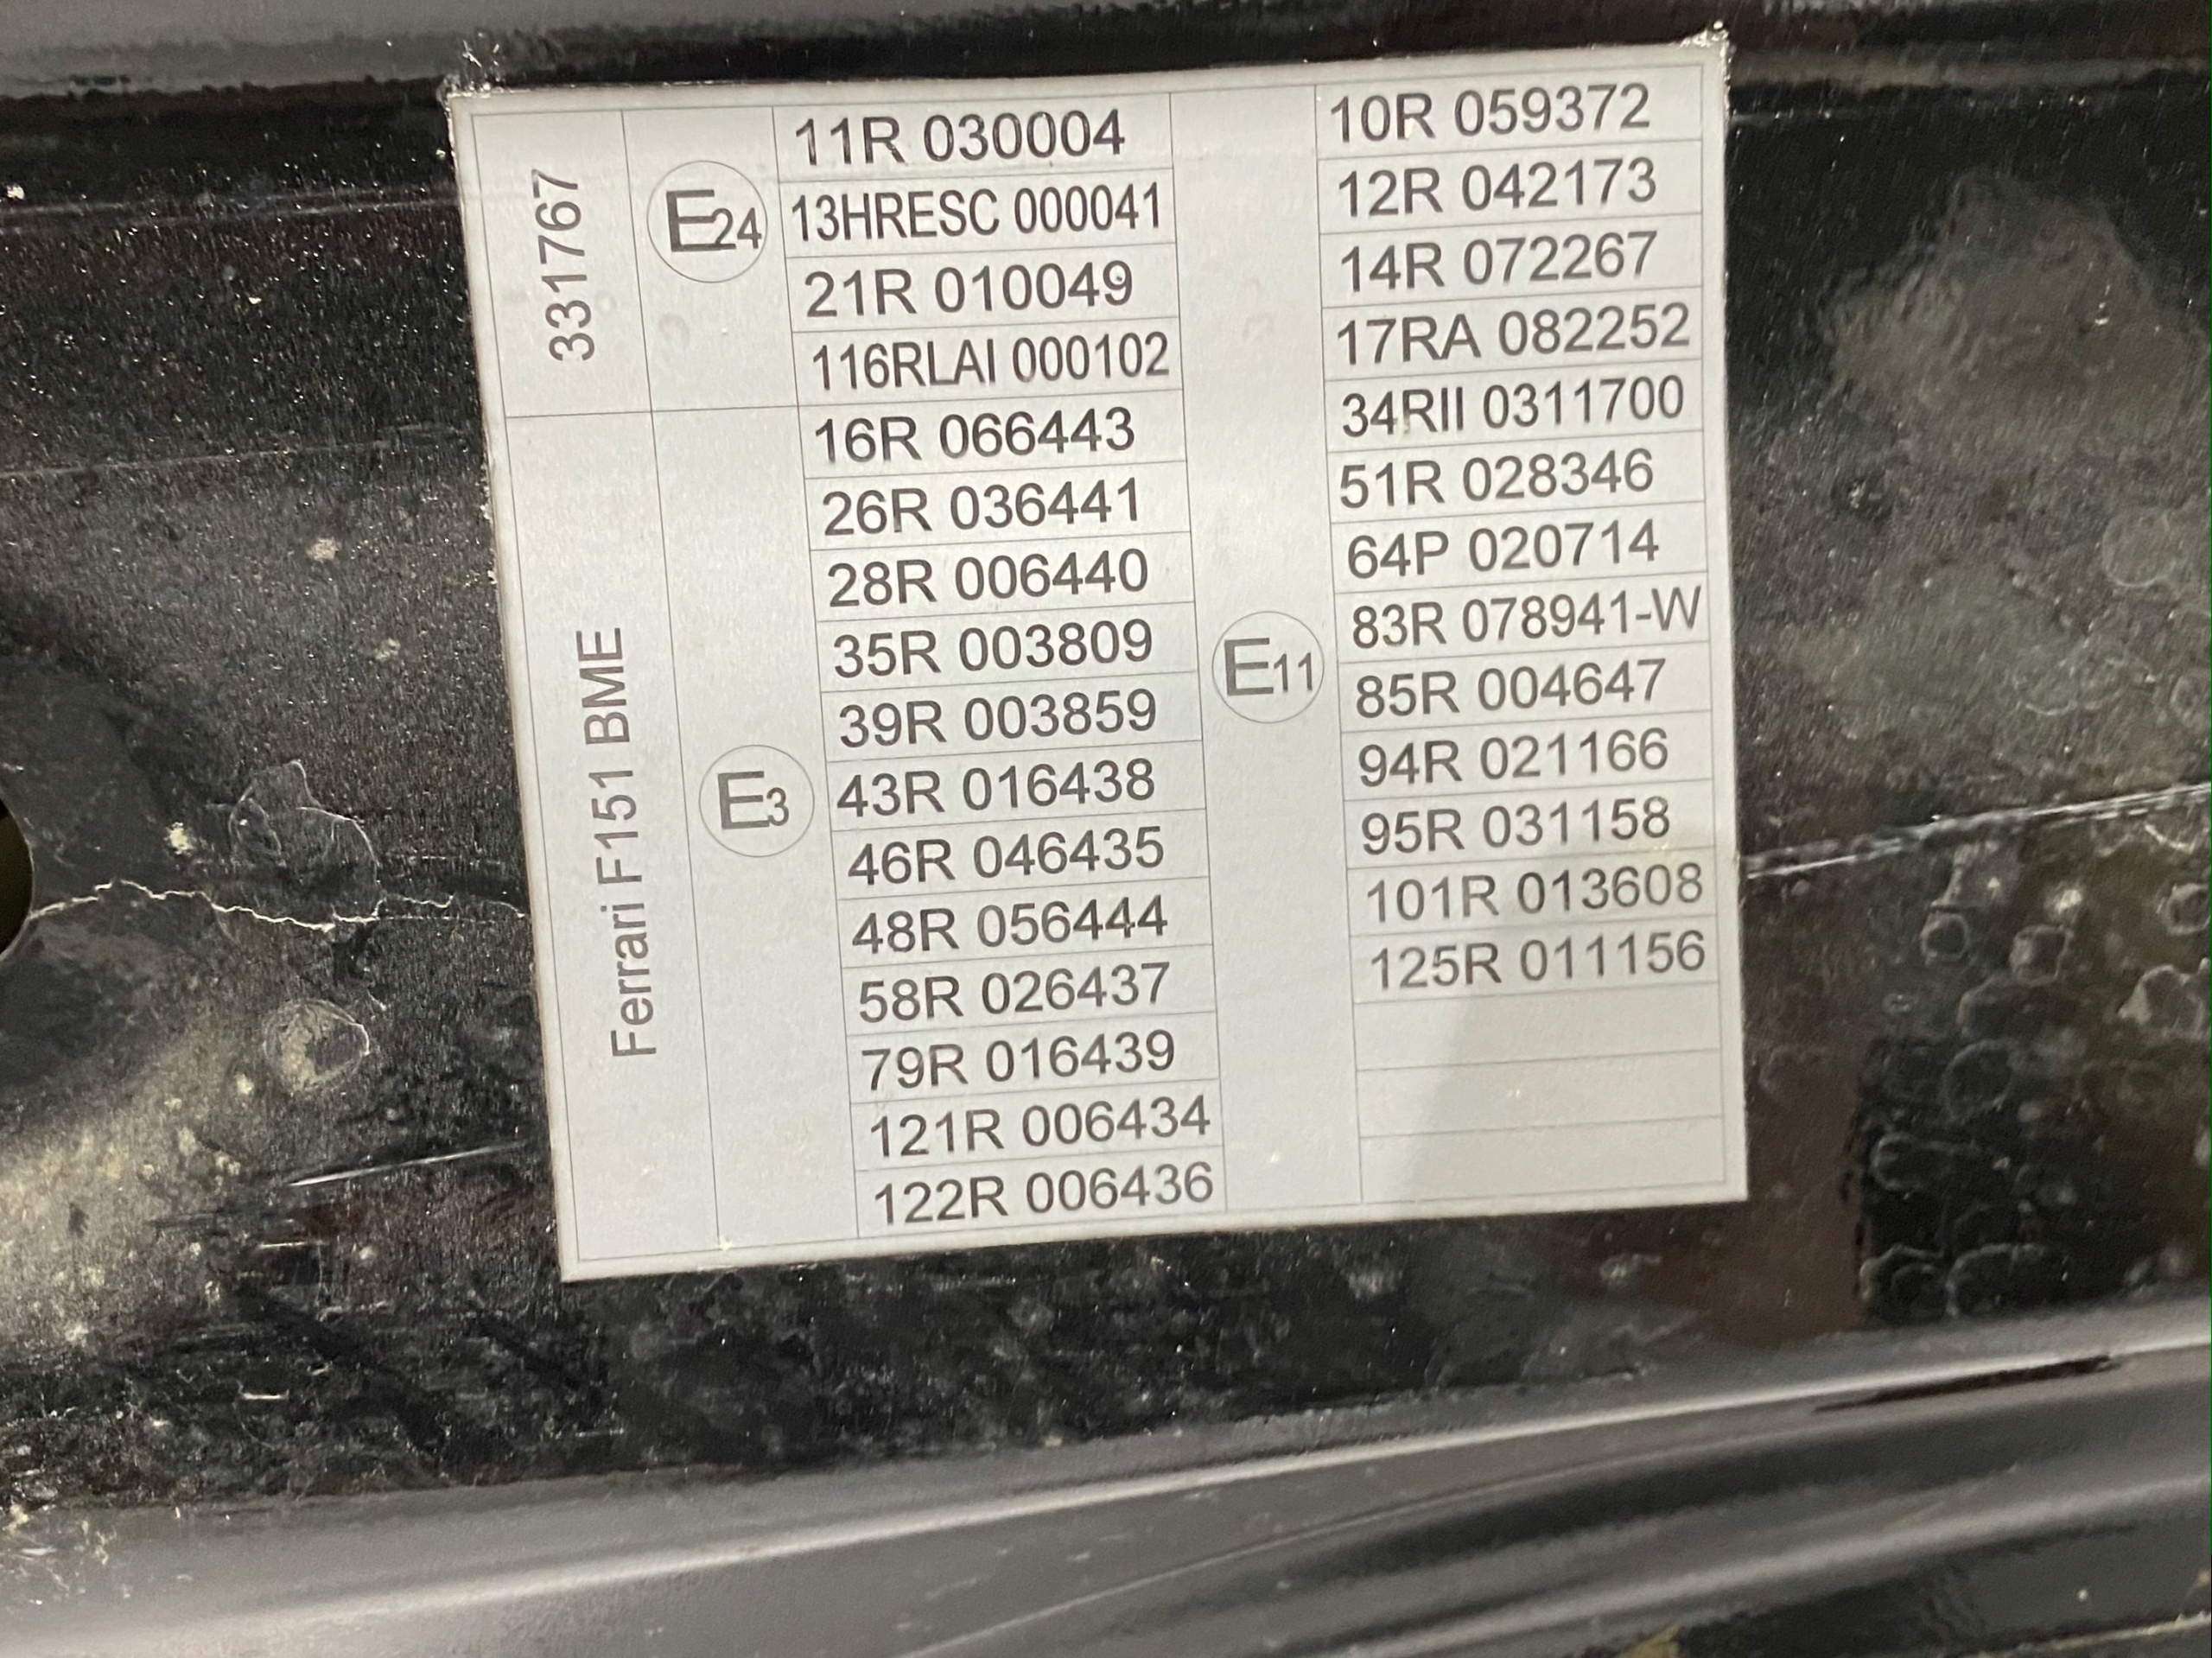 331767
Ferrari F151 BME
E24
11R 030004
13HRESC 000041
21R 010049
116RLAI 000102
E3
16R 066443
26R 036441
28R 006440
35R 003809
39R 003859
43R 016438
46R 046435
48R 056444
58R 026437
79R 016439
121R 006434
122R 006436
E11
10R 059372
12R 042173
14R 072267
17RA 082252
34RII 0311700
51R 028346
64P 020714
83R 078941-W
85R 004647
94R 021166
95R 031158
101R 013608
125R 011156